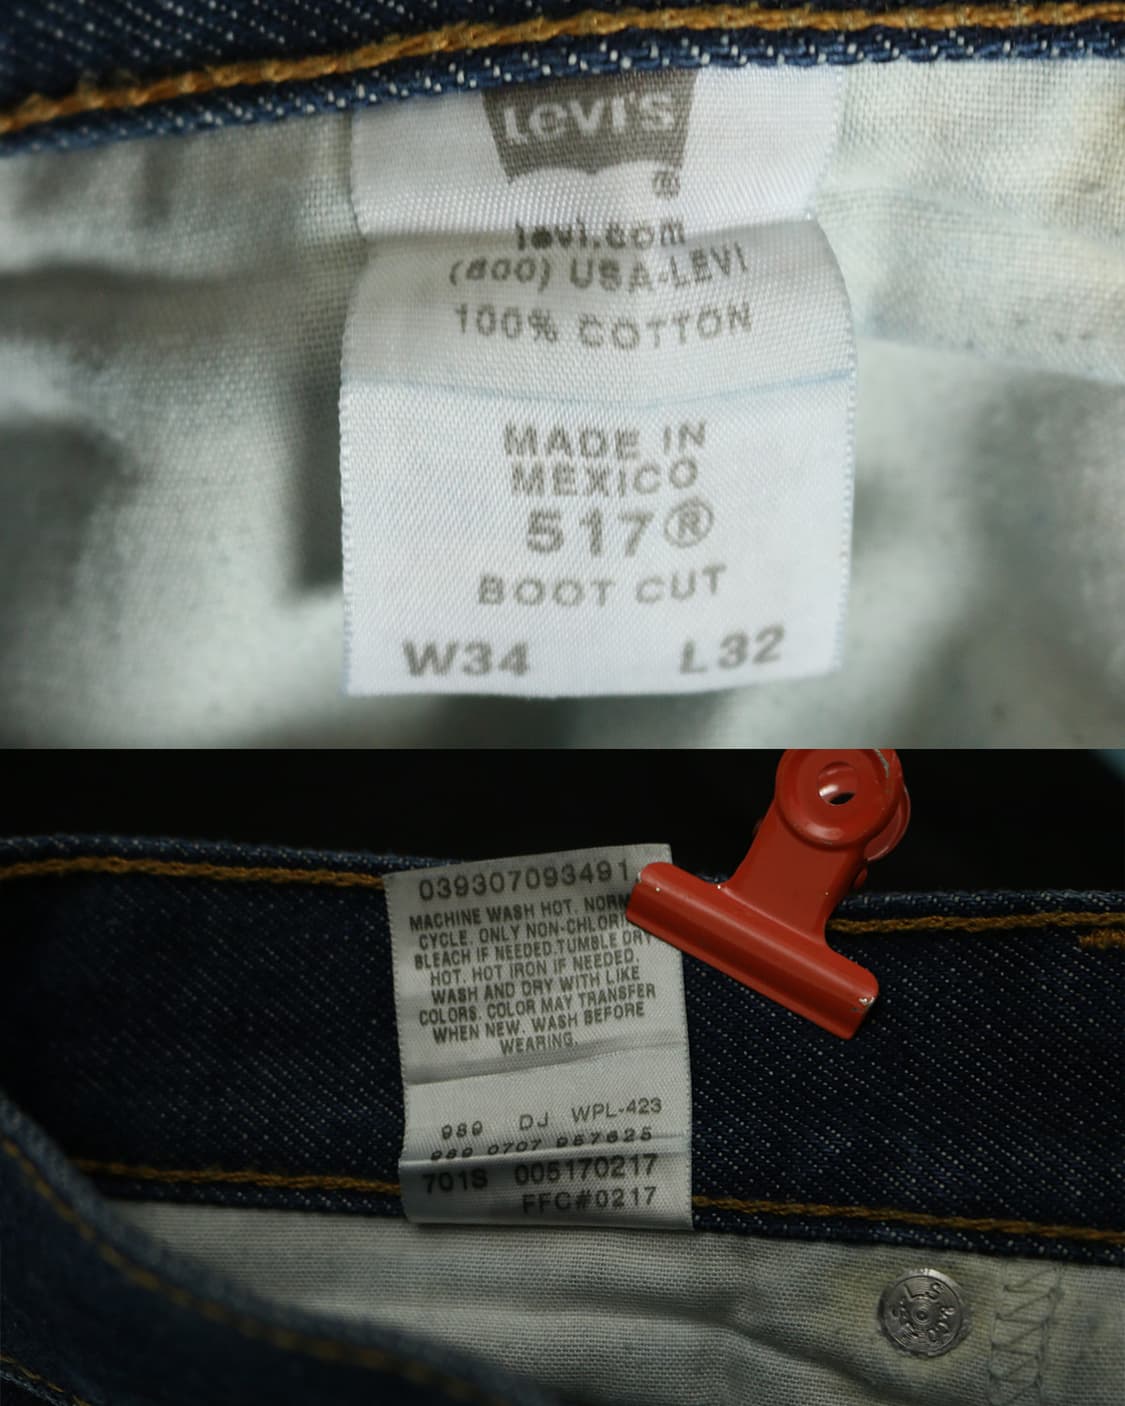 Levi's
®
levi.com
(800) USA-LEVI
100% COTTON
MADE IN
MEXICO
517®
BOOT CUT
W34 L32
039307093491
MACHINE WASH HOT. NORM
CYCLE. ONLY NON-CHLORI
BLEACH IF NEEDED.TUMBLE DRY
HOT. HOT IRON IF NEEDED.
WASH AND DRY WITH LIKE
COLORS. COLOR MAY TRANSFER
WHEN NEW. WASH BEFORE
WEARING.
989 DJ WPL-423
989 0707 967625
701S 005170217
FFC#0217